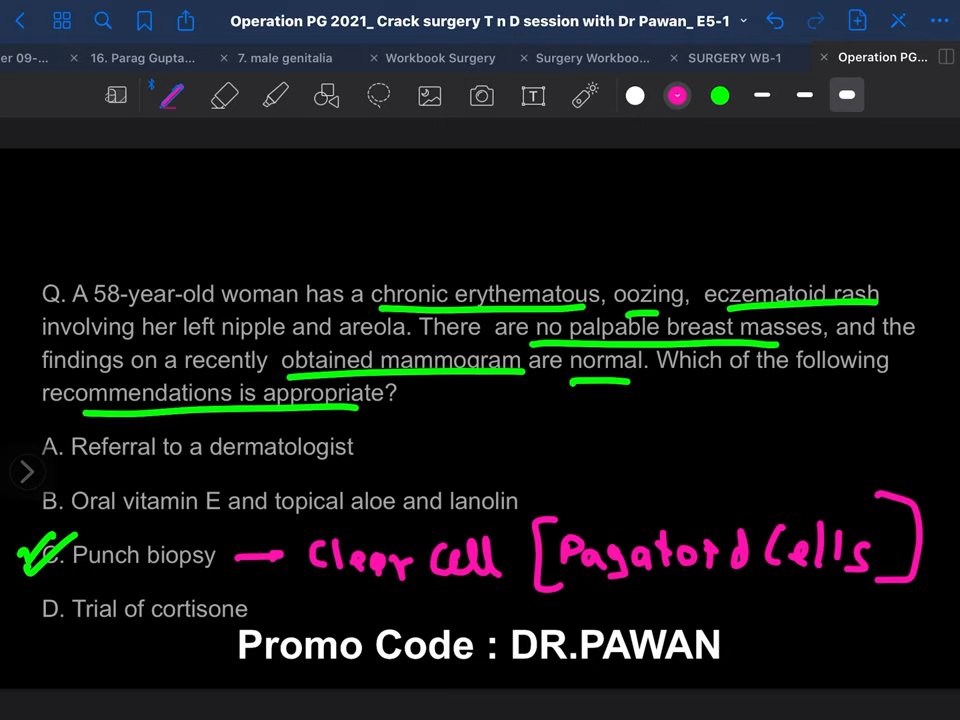 Operation PG 2021_ Crack surgery T n D session with Dr Pawan_ E5-1
er 09-... 16. Parag Gupta... 7. male genitalia Workbook Surgery Surgery Workboo... SURGERY WB-1 Operation PG...
T
Q. A 58-year-old woman has a chronic erythematous, oozing, eczematoid rash
involving her left nipple and areola. There are no palpable breast masses, and the
findings on a recently obtained mammogram are normal. Which of the following
recommendations is appropriate?
A. Referral to a dermatologist
B. Oral vitamin E and topical aloe and lanolin
C. Punch biopsy → Clear cell [Pagatoid Cells]
D. Trial of cortisone
Promo Code : DR.PAWAN